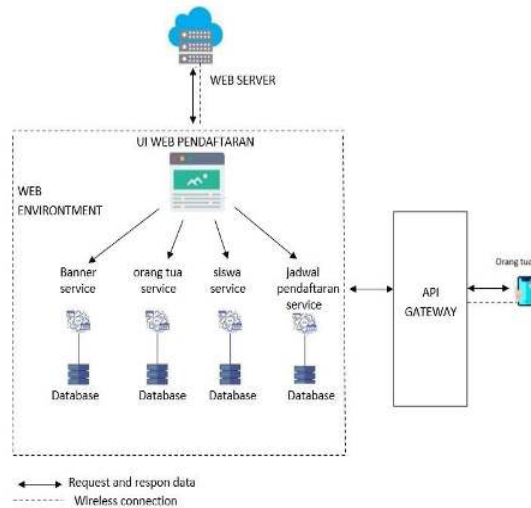 WEB SERVER
UI WEB PENDAFTARAN
WEB
ENVIRONTMENT
Banner
service
orang tua
service
siswa
service
jadwal
pendaftaran
service
Database
Database
Database
Database
API
GATEWAY
Orang tua
Request and respon data
Wireless connection